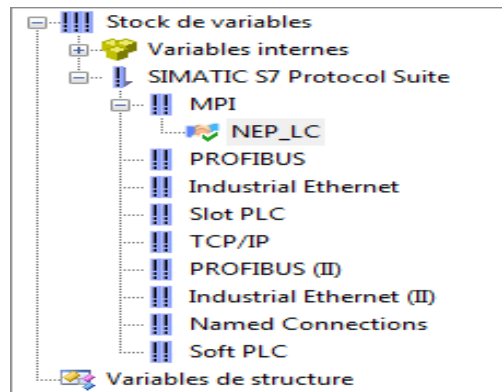 Stock de variables
Variables internes
SIMATIC S7 Protocol Suite
MPI
NEP_LC
PROFIBUS
Industrial Ethernet
Slot PLC
TCP/IP
PROFIBUS (II)
Industrial Ethernet (II)
Named Connections
Soft PLC
Variables de structure